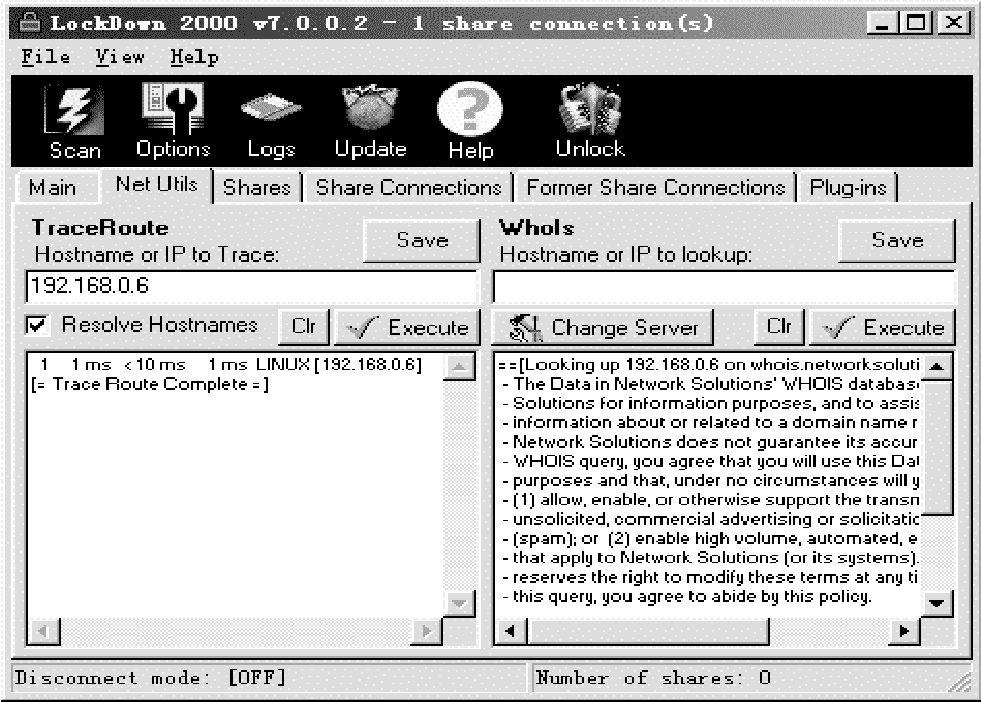 LockDown 2000 v7.0.0.2 - 1 share connection(s)
File View Help
Scan Options Logs Update Help Unlock
Main Net Utils Shares Share Connections Former Share Connections Plug-ins
TraceRoute
Hostname or IP to Trace:
Save
192.168.0.6
Resolve Hostnames Clr Execute
1 1 ms <10 ms 1 ms LINUX [192.168.0.6]
[= Trace Route Complete =]
WhoIs
Hostname or IP to lookup:
Save
Change Server Clr Execute
==[Looking up 192.168.0.6 on whois.networksoluti
- The Data in Network Solutions' WHOIS databas
- Solutions for information purposes, and to assis
- information about or related to a domain name r
- Network Solutions does not guarantee its accur
- WHOIS query, you agree that you will use this Dat
- purposes and that, under no circumstances will y
- (1) allow, enable, or otherwise support the transm
- unsolicited, commercial advertising or solicitatic
- (spam); or (2) enable high volume, automated, e
- that apply to Network Solutions (or its systems).
- reserves the right to modify these terms at any ti
- this query, you agree to abide by this policy.
Disconnect mode: [OFF]
Number of shares: 0